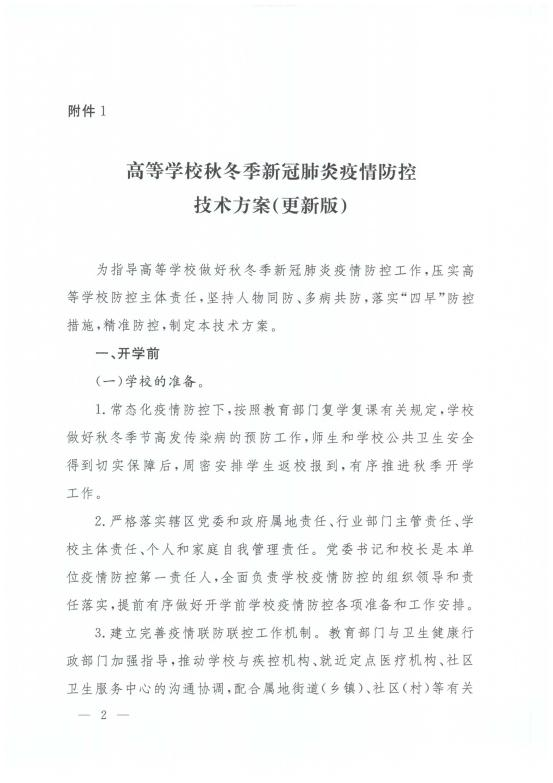 附件1
高等学校秋冬季新冠肺炎疫情防控
技术方案(更新版)
为指导高等学校做好秋冬季新冠肺炎疫情防控工作,压实高
等学校防控主体责任,坚持人物同防、多病共防,落实“四早”防控
措施,精准防控,制定本技术方案。
一、开学前
(一)学校的准备。
1.常态化疫情防控下,按照教育部门复学复课有关规定,学校
做好秋冬季节高发传染病的预防工作,师生和学校公共卫生安全
得到切实保障后,周密安排学生返校报到,有序推进秋季开学
工作。
2.严格落实辖区党委和政府属地责任、行业部门主管责任、学
校主体责任、个人和家庭自我管理责任。党委书记和校长是本单
位疫情防控第一责任人,全面负责学校疫情防控的组织领导和责
任落实,提前有序做好开学前学校疫情防控各项准备和工作安排。
3.建立完善疫情联防联控工作机制。教育部门与卫生健康行
政部门加强指导,推动学校与疾控机构、就近定点医疗机构、社区
卫生服务中心的沟通协调,配合属地街道(乡镇)、社区(村)等有关
— 2 —